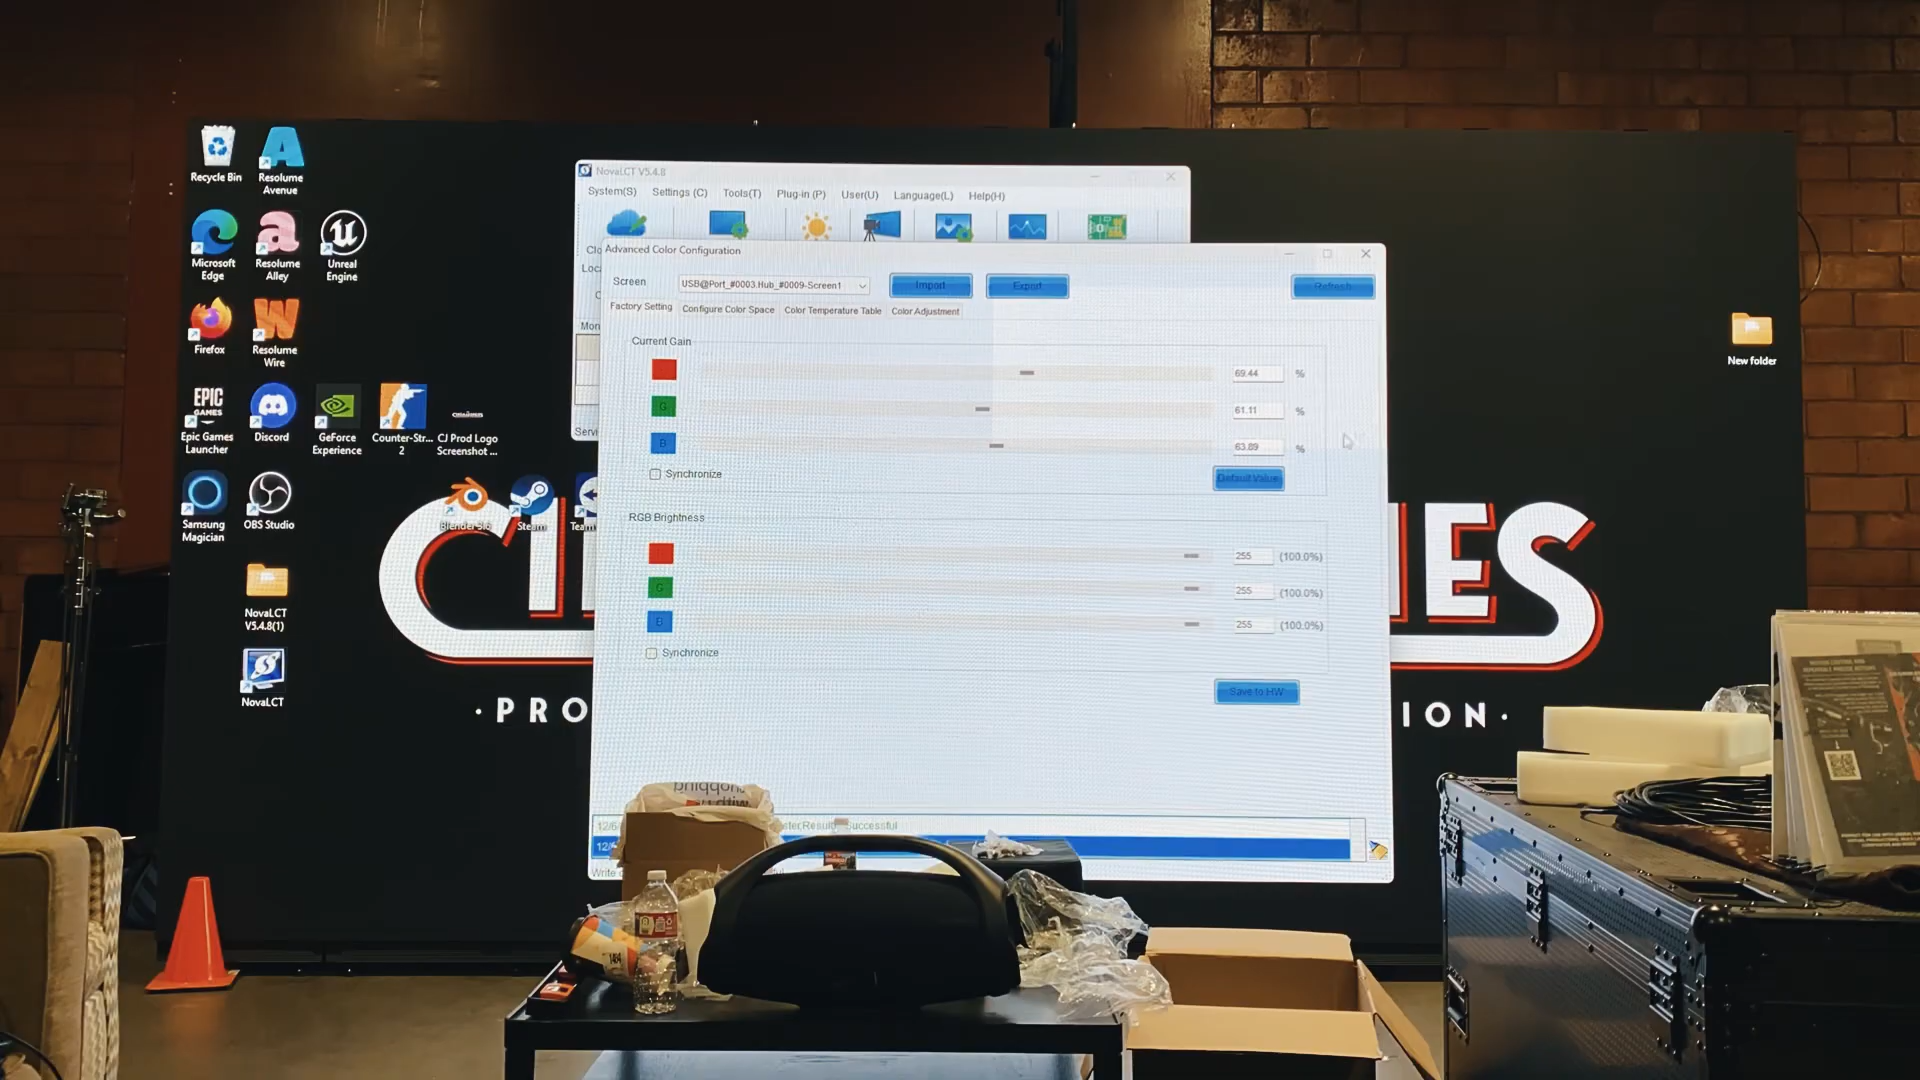 Recycle Bin
Resolume
Avenue
Microsoft
Edge
Resolume
Alley
Unreal
Engine
Firefox
Resolume
Wire
EPIC
GAMES
Epic Games
Launcher
Discord
GeForce
Experience
Counter-Str...
2
CJ Prod Logo
Screenshot ...
Samsung
Magician
OBS Studio
Steam
NovaLCT
V5.4.8(1)
NovaLCT
New folder
NovaLCT V5.4.8
System(S) Settings (C) Tools(T) Plug-in (P) User(U) Language(L) Help(H)
Advanced Color Configuration
Screen USB@Port_#0003.Hub_#0009-Screen1 Import Export Refresh
Factory Setting Configure Color Space Color Temperature Table Color Adjustment
Current Gain
69.44 %
G 61.11 %
B 63.89 %
Synchronize Default Value
RGB Brightness
255 (100.0%)
G 255 (100.0%)
B 255 (100.0%)
Synchronize
Save to HW
Successful
ES
· PRO
ION ·